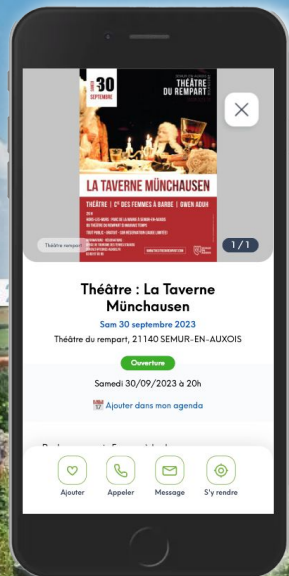 30
SEPTEMBRE
THÉÂTRE
DU REMPART
LA TAVERNE MÜNCHAUSEN
THÉÂTRE | Cie DES FEMMES À BARBE | GWEN ADUH
20 H
Théâtre rempart
1/1
Théâtre : La Taverne
Münchausen
Sam 30 septembre 2023
Théâtre du rempart, 21140 SEMUR-EN-AUXOIS
Ouverture
Samedi 30/09/2023 à 20h
Ajouter dans mon agenda
Ajouter
Appeler
Message
S'y rendre